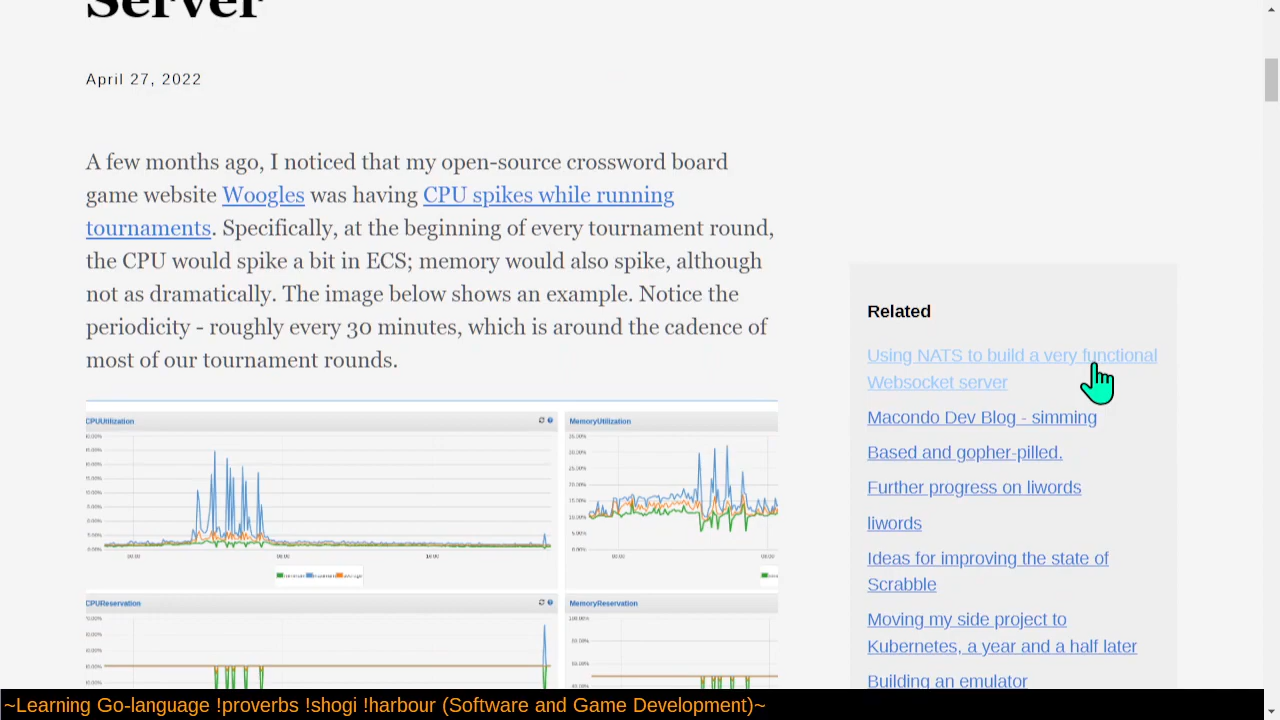 Server
April 27, 2022
A few months ago, I noticed that my open-source crossword board
game website Woogles was having CPU spikes while running
tournaments. Specifically, at the beginning of every tournament round,
the CPU would spike a bit in ECS; memory would also spike, although
not as dramatically. The image below shows an example. Notice the
periodicity - roughly every 30 minutes, which is around the cadence of
most of our tournament rounds.
CPUUtilization
MemoryUtilization
CPUReservation
MemoryReservation
Related
Using NATS to build a very functional
Websocket server
Macondo Dev Blog - simming
Based and gopher-pilled.
Further progress on liwords
liwords
Ideas for improving the state of
Scrabble
Moving my side project to
Kubernetes, a year and a half later
Building an emulator
~Learning Go-language !proverbs !shogi !harbour (Software and Game Development)~